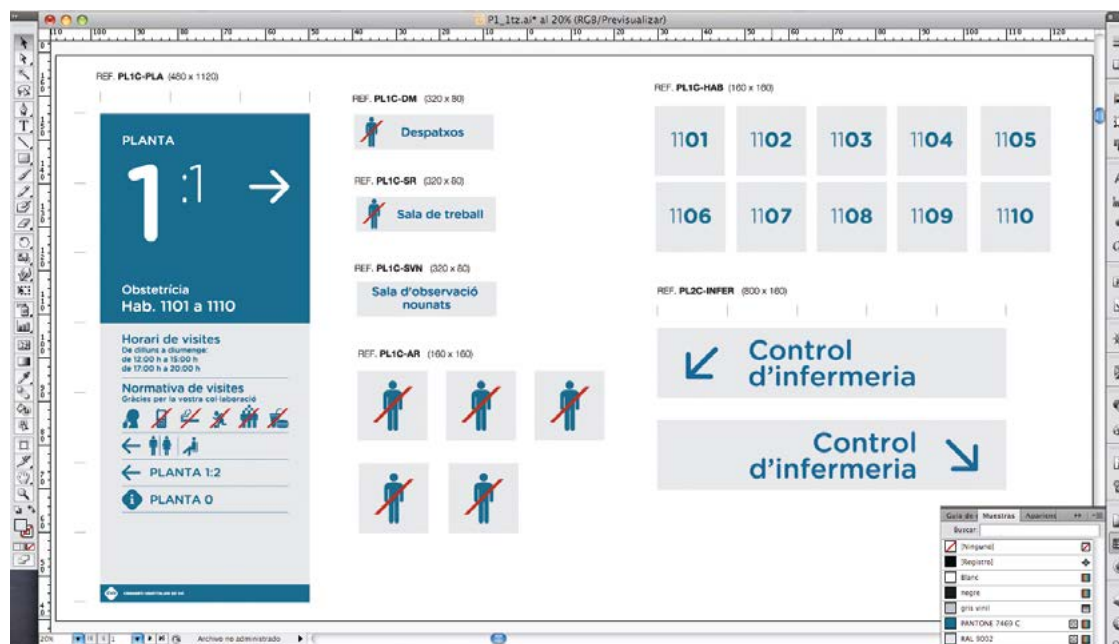 P1_1tz.ai* al 20% (RGB/Previsualizar)
REF. PL1C-PLA (480 x 1120)
PLANTA
1 :1
Obstetrícia
Hab. 1101 a 1110
Horari de visites
De dilluns a diumenge:
de 12:00 h a 15:00 h
de 17:00 h a 20:00 h
Normativa de visites
Gràcies per la vostra col·laboració
PLANTA 1:2
PLANTA 0
REF. PL1C-DM (320 x 80)
Despatxos
REF. PL1C-SR (320 x 80)
Sala de treball
REF. PL1C-SVN (320 x 80)
Sala d'observació
nounats
REF. PL1C-AR (160 x 160)
REF. PL1C-HAB (160 x 160)
1101 1102 1103 1104 1105
1106 1107 1108 1109 1110
REF. PL2C-INFER (800 x 160)
Control
d'infermeria
Control
d'infermeria
Muestras
Buscar:
[Ninguno]
[Registro]
Blanc
negre
gris vinil
PANTONE 7469 C
RAL 9002
20%
1
Archivo no administrado